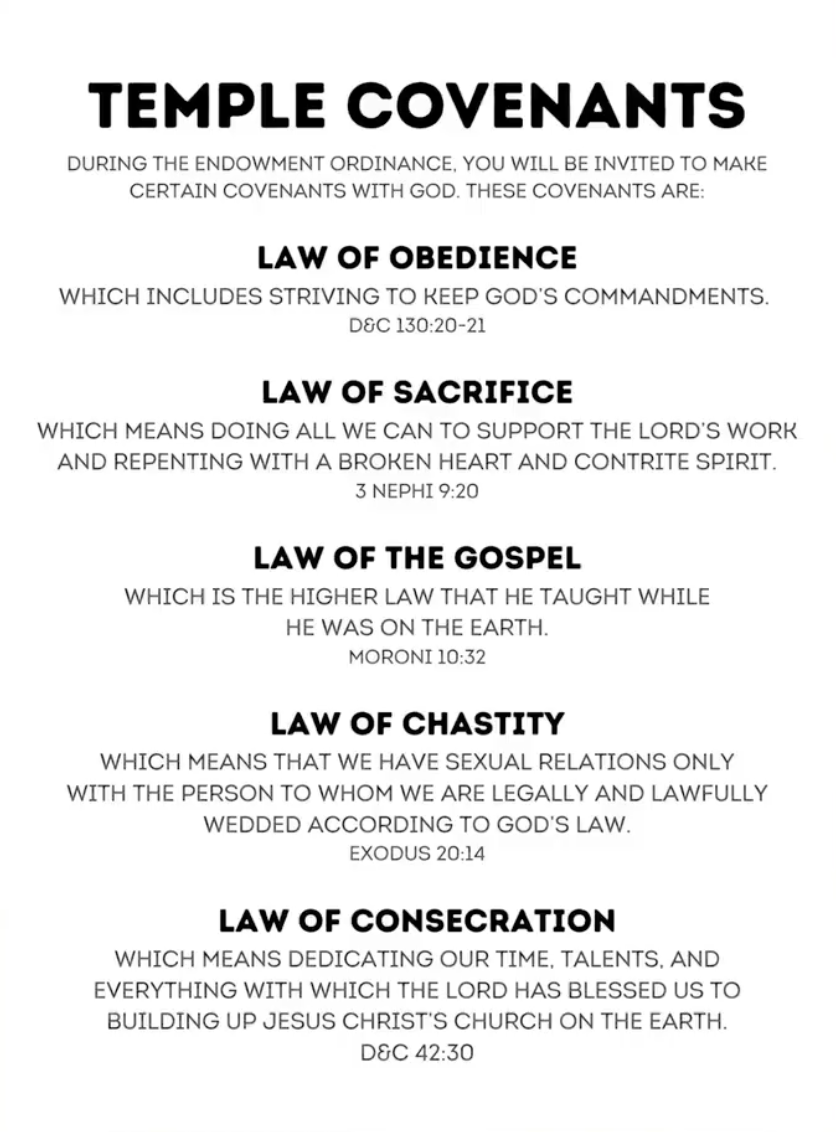 TEMPLE COVENANTS
DURING THE ENDOWMENT ORDINANCE, YOU WILL BE INVITED TO MAKE
CERTAIN COVENANTS WITH GOD. THESE COVENANTS ARE:
LAW OF OBEDIENCE
WHICH INCLUDES STRIVING TO KEEP GOD'S COMMANDMENTS.
D&C 130:20-21
LAW OF SACRIFICE
WHICH MEANS DOING ALL WE CAN TO SUPPORT THE LORD'S WORK
AND REPENTING WITH A BROKEN HEART AND CONTRITE SPIRIT.
3 NEPHI 9:20
LAW OF THE GOSPEL
WHICH IS THE HIGHER LAW THAT HE TAUGHT WHILE
HE WAS ON THE EARTH.
MORONI 10:32
LAW OF CHASTITY
WHICH MEANS THAT WE HAVE SEXUAL RELATIONS ONLY
WITH THE PERSON TO WHOM WE ARE LEGALLY AND LAWFULLY
WEDDED ACCORDING TO GOD'S LAW.
EXODUS 20:14
LAW OF CONSECRATION
WHICH MEANS DEDICATING OUR TIME, TALENTS, AND
EVERYTHING WITH WHICH THE LORD HAS BLESSED US TO
BUILDING UP JESUS CHRIST'S CHURCH ON THE EARTH.
D&C 42:30